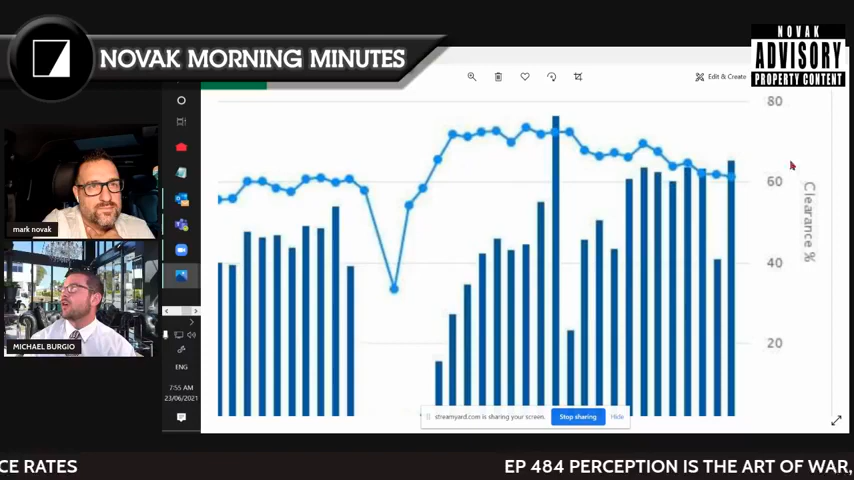 NOVAK MORNING MINUTES
NOVAK
ADVISORY
PROPERTY CONTENT
Edit & Create
80
60
40
20
Clearance %
mark novak
MICHAEL BURGIO
ENG
7:55 AM
23/06/2021
streamyard.com is sharing your screen.
Stop sharing
Hide
CE RATES
EP 484 PERCEPTION IS THE ART OF WAR,